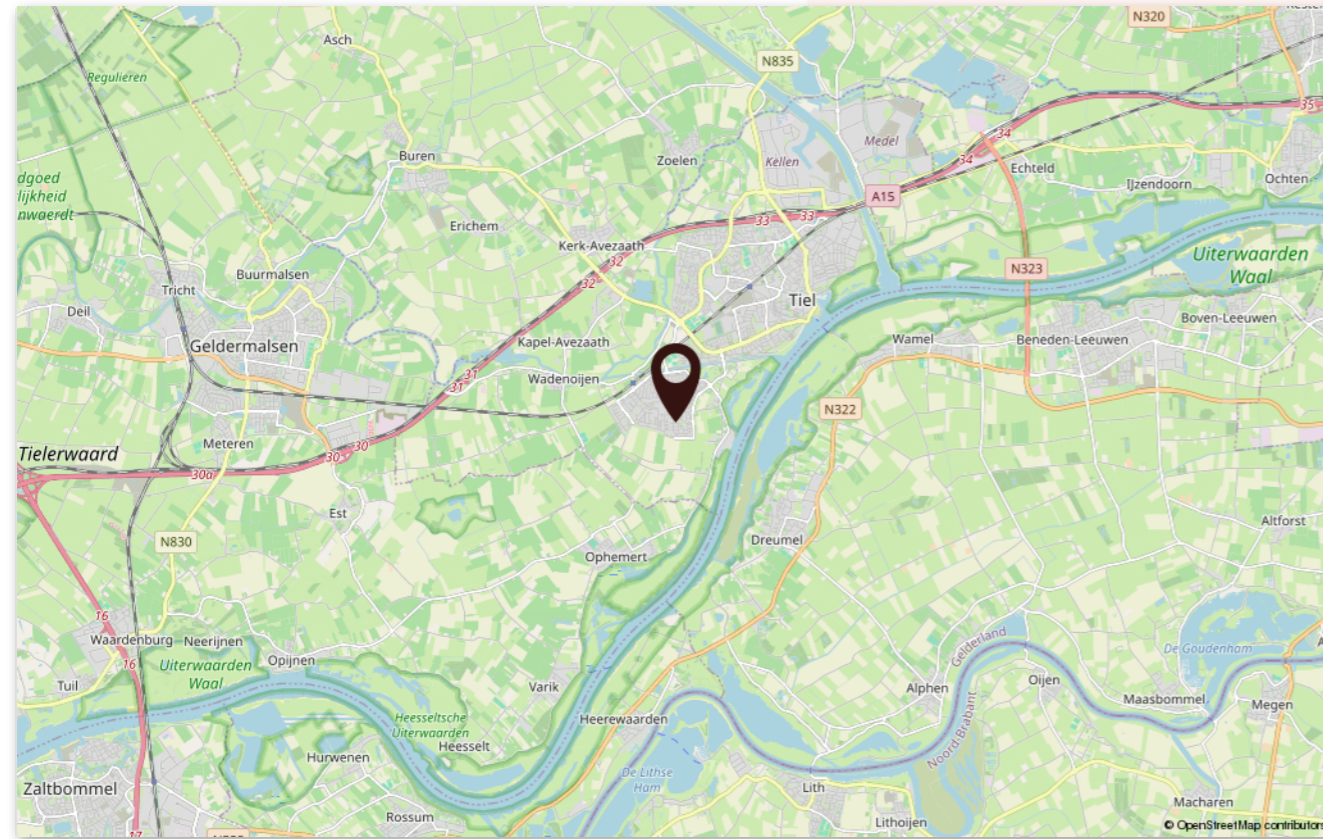 N320
Asch
N835
Regulieren
34
35
Medel
Kellen
Buren
Zoelen
34
Echteld
IJzendoorn
Ochten
dgoed
lijkheid
nwaerdt
A15
Erichem
33
33
Kerk-Avezaath
32
32
Uiterwaarden
Waal
N323
Buurmalsen
Tricht
Tiel
Deil
Boven-Leeuwen
Geldermalsen
Kapel-Avezaath
Wamel
Beneden-Leeuwen
31
31
Wadenoijen
N322
Meteren
Tielerwaard
30
30
30a
Est
Altforst
N830
Dreumel
Ophemert
16
Waardenburg
Neerijnen
Gelderland
De Goudenham
Opijnen
Uiterwaarden
Waal
16
Tuil
Varik
Alphen
Oijen
Maasbommel
Megen
Heesseltsche
Uiterwaarden
Heerewaarden
Noord-Brabant
Heesselt
Hurwenen
De Lithse
Ham
Zaltbommel
Lith
Macharen
Rossum
Lithoijen
17
© OpenStreetMap contributors